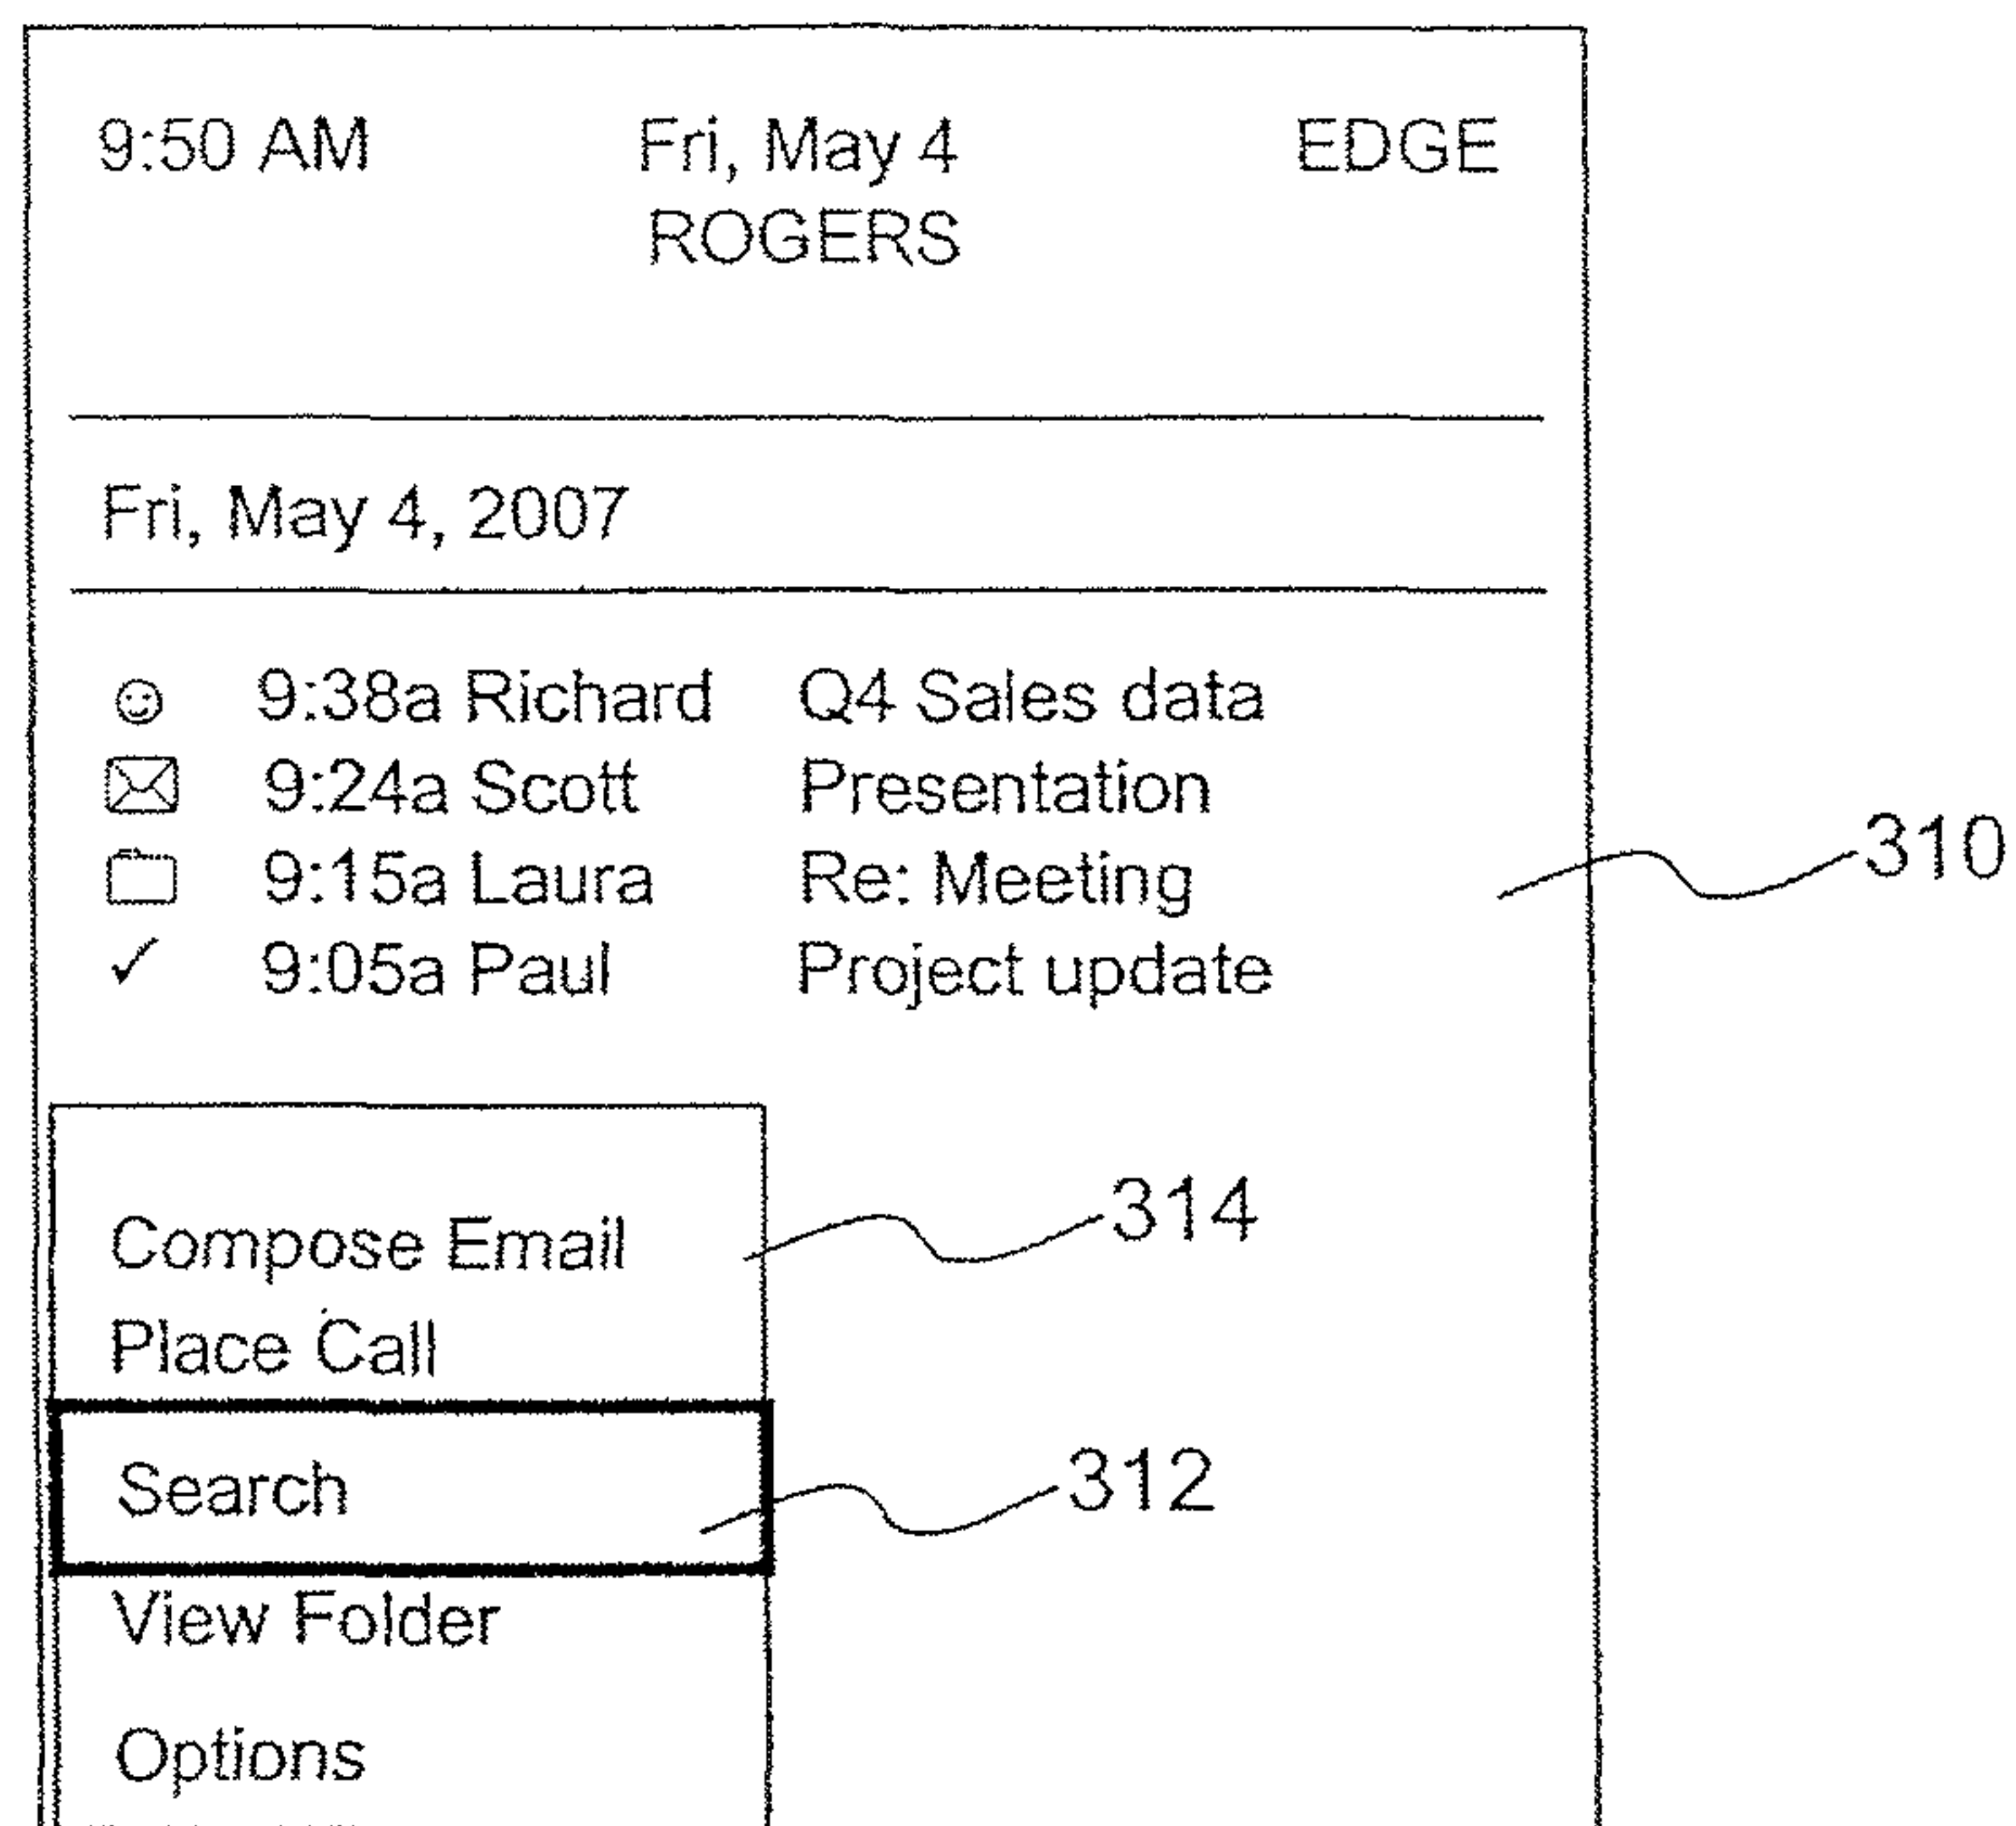 9:50 AM Fri, May 4 EDGE
ROGERS
Fri, May 4, 2007
9:38a Richard Q4 Sales data
9:24a Scott Presentation
9:15a Laura Re: Meeting
✓ 9:05a Paul Project update
310
Compose Email
314
Place Call
Search
312
View Folder
Options